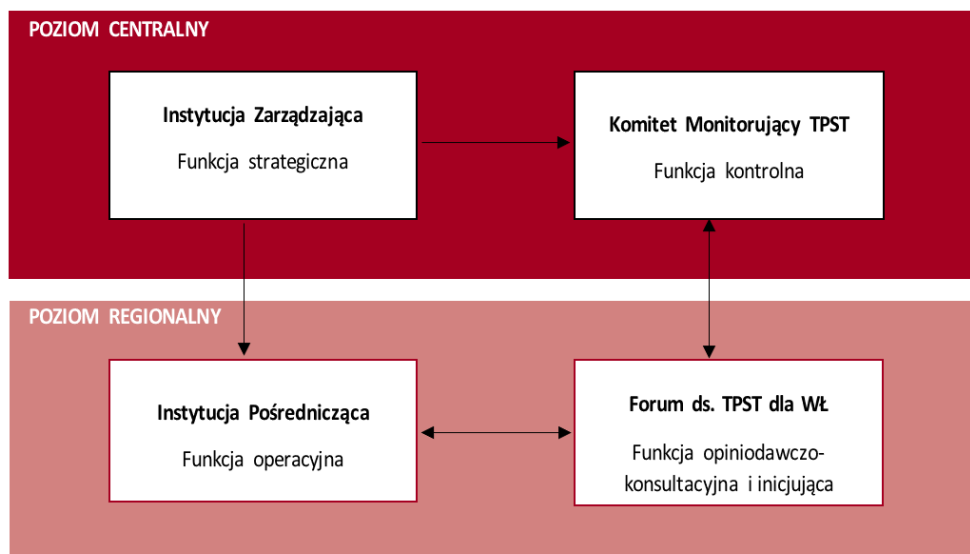 POZIOM CENTRALNY
Instytucja Zarządzająca
Funkcja strategiczna
Komitet Monitorujący TPST
Funkcja kontrolna
POZIOM REGIONALNY
Instytucja Pośrednicząca
Funkcja operacyjna
Forum ds. TPST dla WŁ
Funkcja opiniodawczo-
konsultacyjna i inicjująca